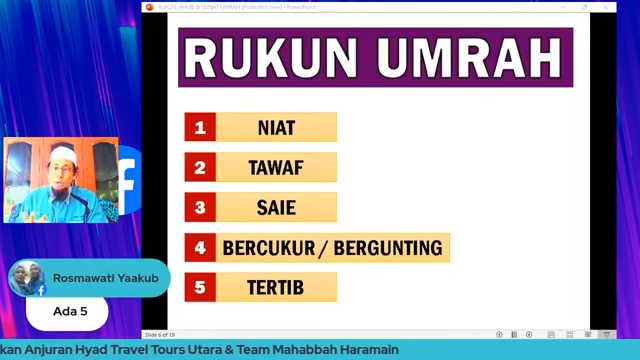 RUKUN, WAJIB & SUNAT UMRAH [Protected View] - PowerPoint
RUKUN UMRAH
1 NIAT
2 TAWAF
3 SAIE
4 BERCUKUR / BERGUNTING
5 TERTIB
Rosmawati Yaakub
Ada 5
Slide 6 of 19
kan Anjuran Hyad Travel Tours Utara & Team Mahabbah Haramain